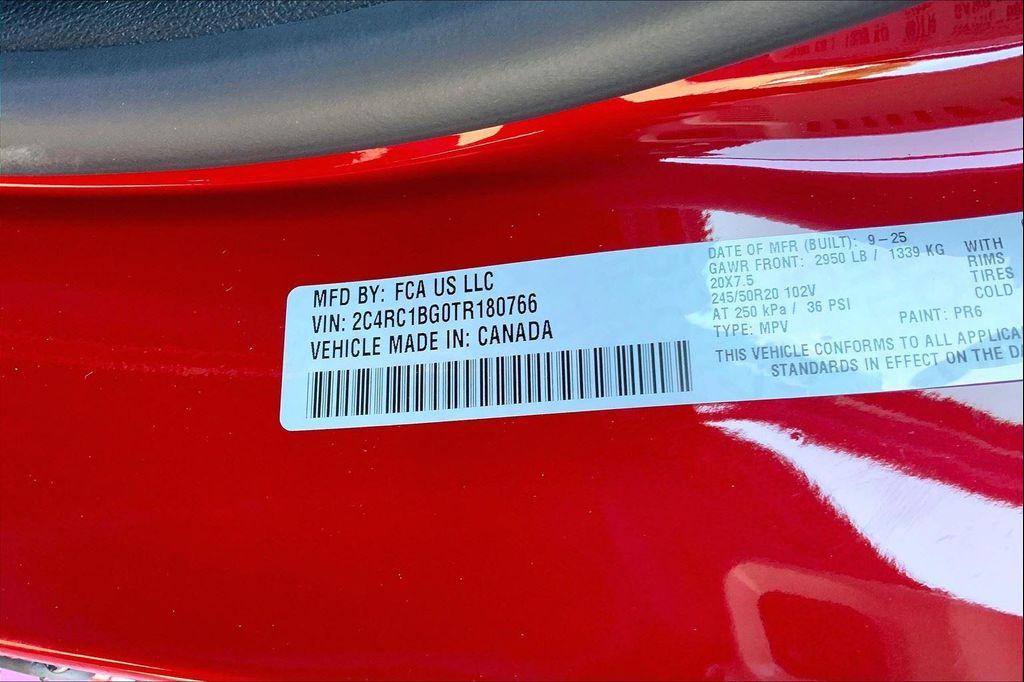 MFD BY: FCA US LLC
VIN: 2C4RC1BG0TR180766
VEHICLE MADE IN: CANADA
DATE OF MFR (BUILT): 9-25
GAWR FRONT: 2950 LB / 1339 KG WITH
20X7.5 RIMS
245/50R20 102V TIRES
AT 250 kPa / 36 PSI COLD
TYPE: MPV PAINT: PR6
THIS VEHICLE CONFORMS TO ALL APPLICA
STANDARDS IN EFFECT ON THE DA